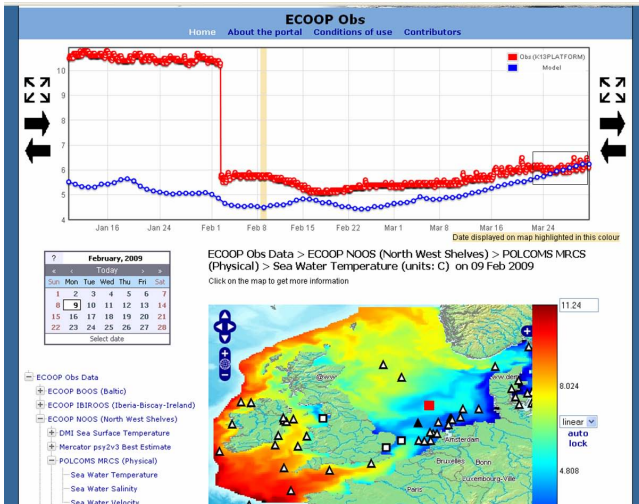 ECOOP Obs
Home About the portal Conditions of use Contributors
Obs (K13PLATFORM)
Model
10
9
8
7
6
5
4
Jan 16 Jan 24 Feb 1 Feb 8 Feb 15 Feb 22 Mar 1 Mar 8 Mar 16 Mar 24
Date displayed on map highlighted in this colour
? February, 2009
« ‹ Today › »
Sun Mon Tue Wed Thu Fri Sat
1 2 3 4 5 6 7
8 9 10 11 12 13 14
15 16 17 18 19 20 21
22 23 24 25 26 27 28
Select date
ECOOP Obs Data > ECOOP NOOS (North West Shelves) > POLCOMS MRCS
(Physical) > Sea Water Temperature (units: C) on 09 Feb 2009
Click on the map to get more information
ECOOP Obs Data
ECOOP BOOS (Baltic)
ECOOP IBIROOS (Iberia-Biscay-Ireland)
ECOOP NOOS (North West Shelves)
DMI Sea Surface Temperature
Mercator psy2v3 Best Estimate
POLCOMS MRCS (Physical)
Sea Water Temperature
Sea Water Salinity
Sea Water Velocity
Amsterdam
Bruxelles Bonn
Luxembourg-Ville
Paris
11.24
8.024
linear
auto
lock
4.808